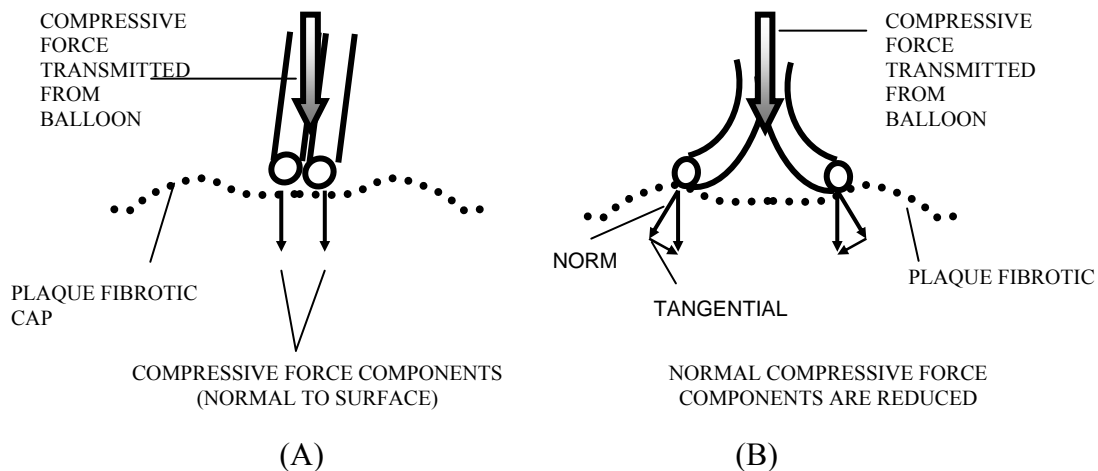 COMPRESSIVE
FORCE
TRANSMITTED
FROM
BALLOON
PLAQUE FIBROTIC
CAP
COMPRESSIVE FORCE COMPONENTS
(NORMAL TO SURFACE)
(A)
COMPRESSIVE
FORCE
TRANSMITTED
FROM
BALLOON
NORM
TANGENTIAL
PLAQUE FIBROTIC
NORMAL COMPRESSIVE FORCE
COMPONENTS ARE REDUCED
(B)